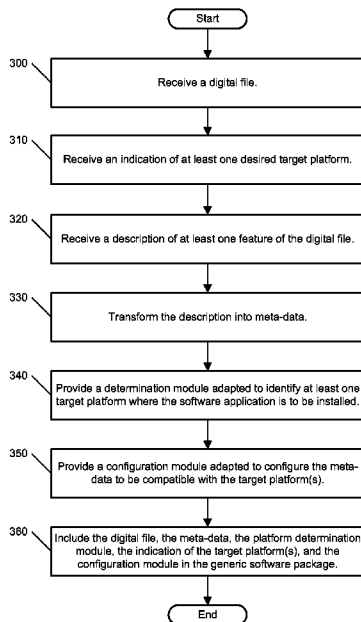 Start
300
Receive a digital file.
310
Receive an indication of at least one desired target platform.
320
Receive a description of at least one feature of the digital file.
330
Transform the description into meta-data.
340
Provide a determination module adapted to identify at least one
target platform where the software application is to be installed.
350
Provide a configuration module adapted to configure the meta-
data to be compatible with the target platform(s).
360
Include the digital file, the meta-data, the platform determination
module, the indication of the target platform(s), and the
configuration module in the generic software package.
End